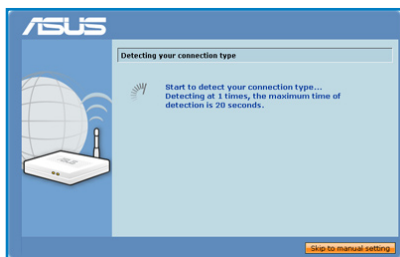 ASUS
Detecting your connection type
Start to detect your connection type...
Detecting at 1 times, the maximum time of
detection is 20 seconds.
Skip to manual setting